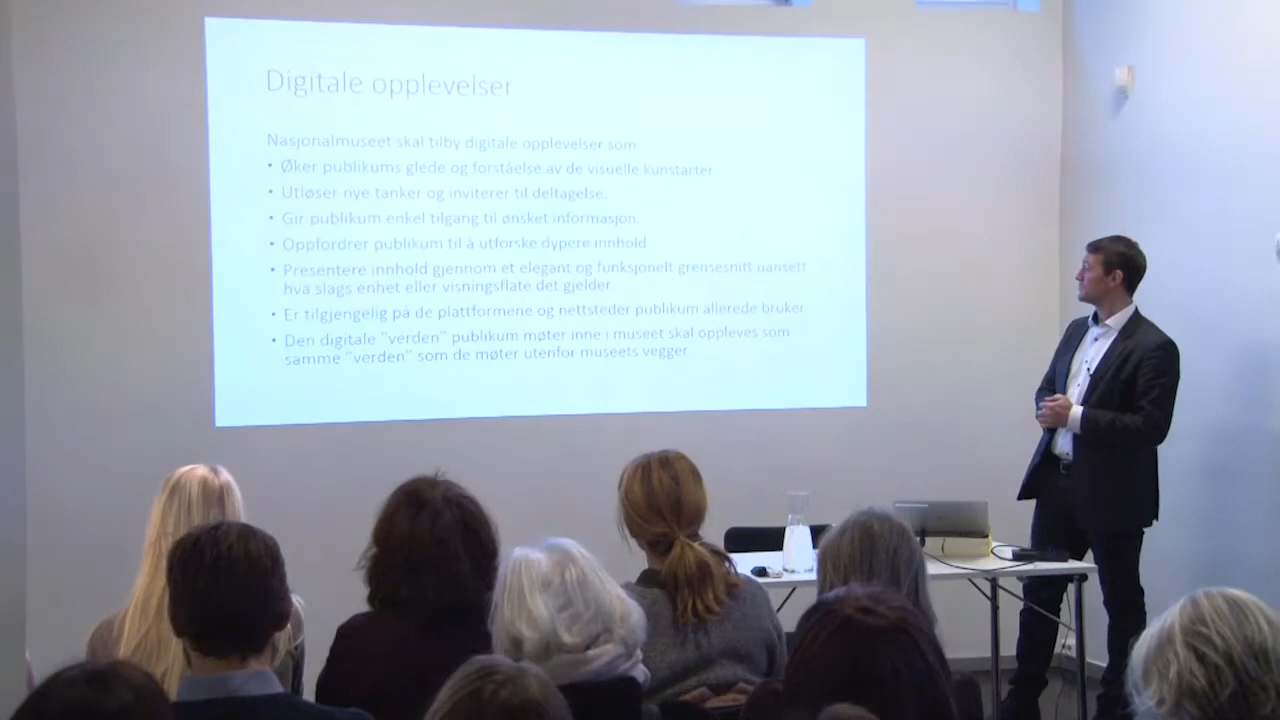 Digitale opplevelser
Nasjonalmuseet skal tilby digitale opplevelser som:
• Øker publikums glede og forståelse av de visuelle kunstarter.
• Utløser nye tanker og inviterer til deltagelse.
• Gir publikum enkel tilgang til ønsket informasjon.
• Oppfordrer publikum til å utforske dypere innhold.
• Presentere innhold gjennom et elegant og funksjonelt grensesnitt uansett
hva slags enhet eller visningsflate det gjelder.
• Er tilgjengelig på de plattformene og nettsteder publikum allerede bruker.
• Den digitale ”verden” publikum møter inne i museet skal oppleves som
samme ”verden” som de møter utenfor museets vegger